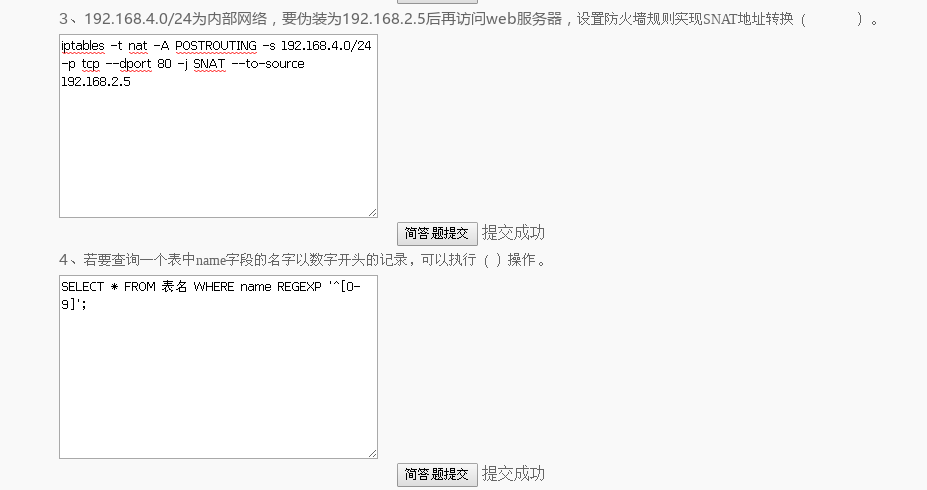 3、192.168.4.0/24为内部网络，要伪装为192.168.2.5后再访问web服务器，设置防火墙规则实现SNAT地址转换（ ）。
iptables -t nat -A POSTROUTING -s 192.168.4.0/24
-p tcp --dport 80 -j SNAT --to-source
192.168.2.5
简答题提交 提交成功
4、若要查询一个表中name字段的名字以数字开头的记录，可以执行（ ）操作。
SELECT * FROM 表名 WHERE name REGEXP '^[0-
9]';
简答题提交 提交成功